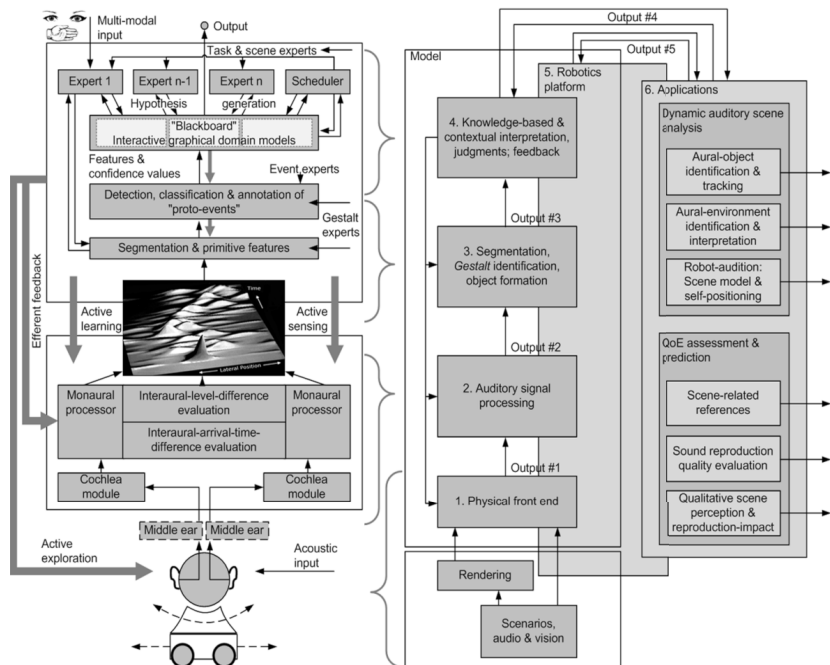 Multi-modal
input
Output
Task & scene experts
Expert 1
Expert n-1
Expert n
Scheduler
Hypothesis
generation
"Blackboard"
Interactive graphical domain models
Features &
confidence values
Event experts
Detection, classification & annotation of
"proto-events"
Gestalt
experts
Segmentation & primitive features
Efferent feedback
Active
learning
Time
Lateral Position
Active
sensing
Monaural
processor
Interaural-level-difference
evaluation
Interaural-arrival-time-
difference evaluation
Monaural
processor
Cochlea
module
Cochlea
module
Middle ear
Middle ear
Active
exploration
Acoustic
input
Output #4
Output #5
Model
5. Robotics
platform
4. Knowledge-based &
contextual interpretation,
judgments; feedback
Output #3
3. Segmentation,
Gestalt identification,
object formation
Output #2
2. Auditory signal
processing
Output #1
1. Physical front end
Rendering
Scenarios,
audio & vision
6. Applications
Dynamic auditory scene
analysis
Aural-object
identification &
tracking
Aural-environment
identification &
interpretation
Robot-audition:
Scene model &
self-positioning
QoE assessment &
prediction
Scene-related
references
Sound reproduction
quality evaluation
Qualitative scene
perception &
reproduction-impact